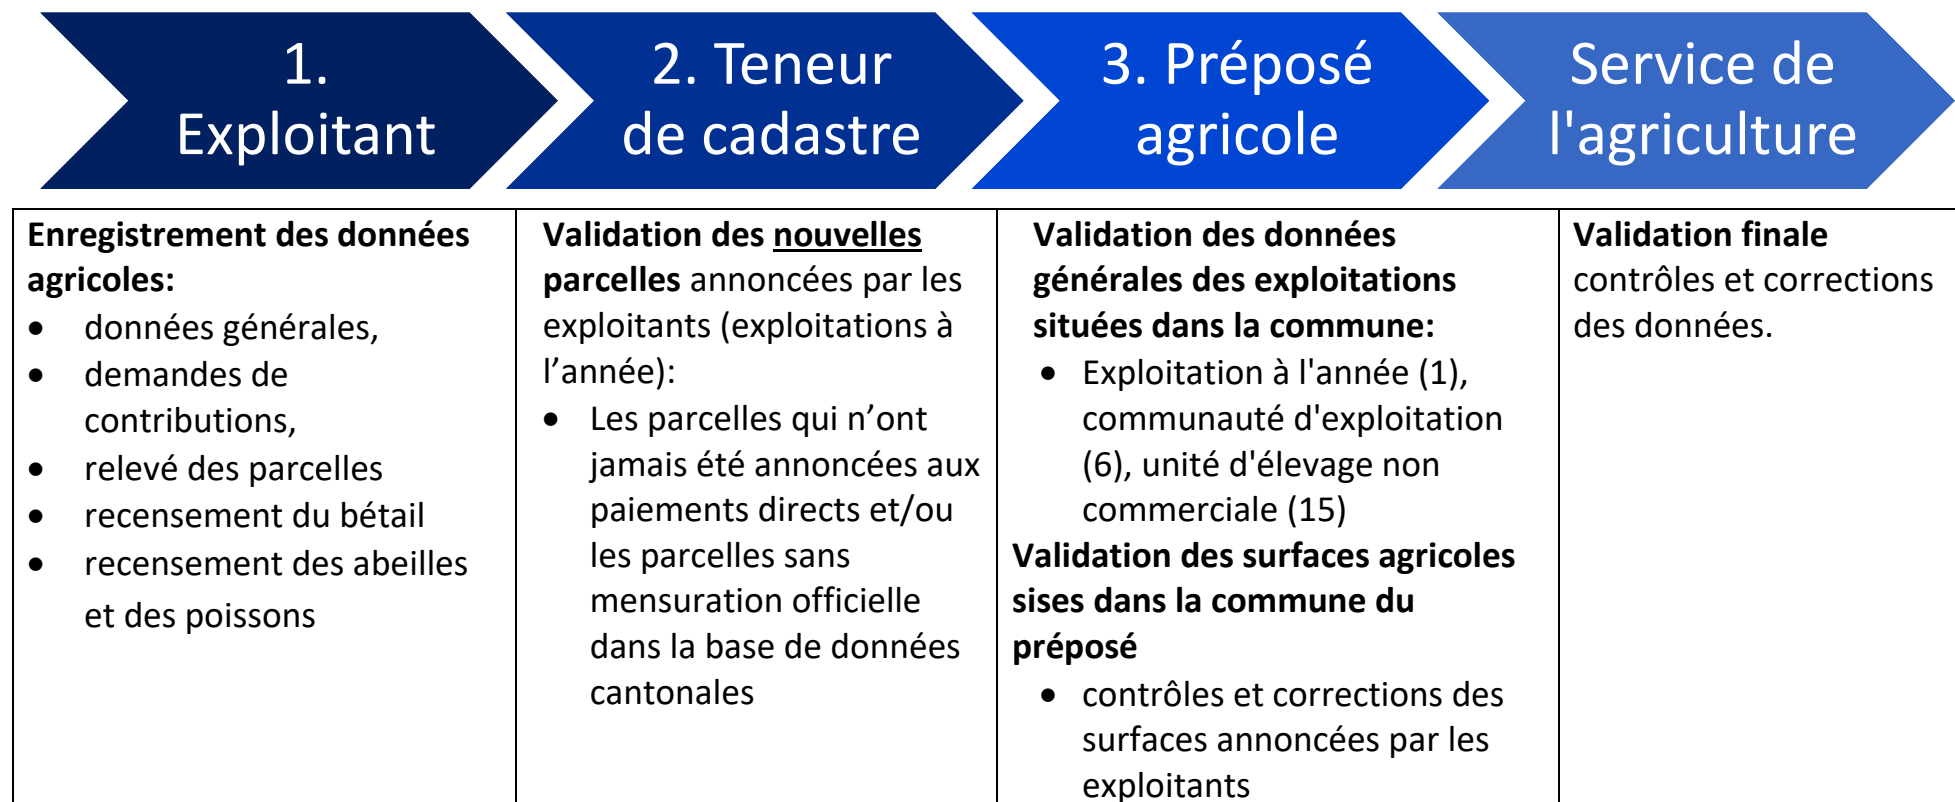 1.
Exploitant
2. Teneur
de cadastre
3. Préposé
agricole
Service de
l'agriculture
Enregistrement des données
agricoles:
• données générales,
• demandes de
contributions,
• relevé des parcelles
• recensement du bétail
• recensement des abeilles
et des poissons
Validation des nouvelles
parcelles annoncées par les
exploitants (exploitations à
l’année):
• Les parcelles qui n’ont
jamais été annoncées aux
paiements directs et/ou
les parcelles sans
mensuration officielle
dans la base de données
cantonales
Validation des données
générales des exploitations
situées dans la commune:
• Exploitation à l'année (1),
communauté d'exploitation
(6), unité d'élevage non
commerciale (15)
Validation des surfaces agricoles
sises dans la commune du
préposé
• contrôles et corrections des
surfaces annoncées par les
exploitants
Validation finale
contrôles et corrections
des données.